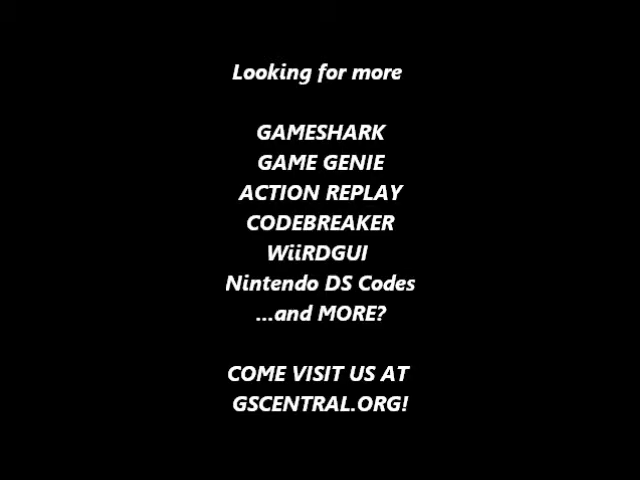 Looking for more
GAMESHARK
GAME GENIE
ACTION REPLAY
CODEBREAKER
WiiRDGUI
Nintendo DS Codes
...and MORE?
COME VISIT US AT
GSCENTRAL.ORG!